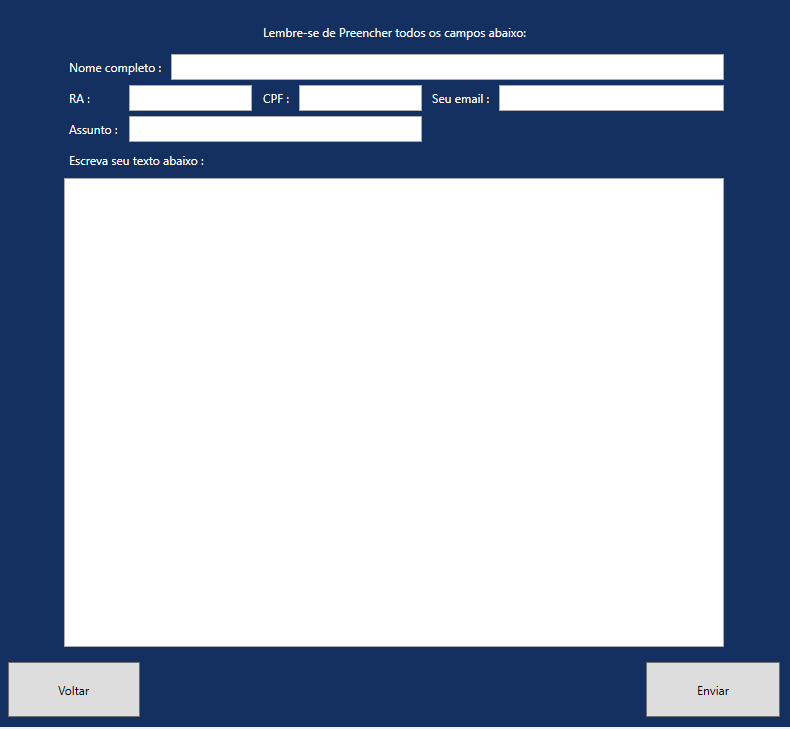 Lembre-se de Preencher todos os campos abaixo:
Nome completo :
RA : CPF : Seu email :
Assunto :
Escreva seu texto abaixo :
Voltar Enviar